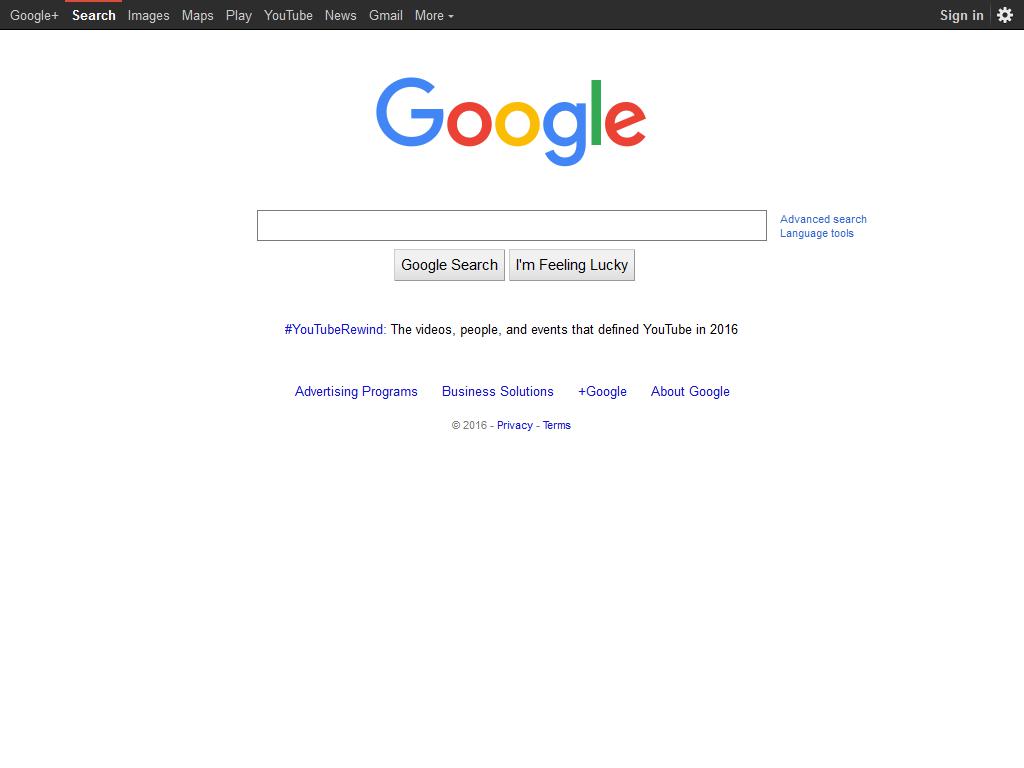 Google+ Search Images Maps Play YouTube News Gmail More Sign in
Google
Advanced search
Language tools
Google Search I'm Feeling Lucky
#YouTubeRewind: The videos, people, and events that defined YouTube in 2016
Advertising Programs Business Solutions +Google About Google
© 2016 - Privacy - Terms